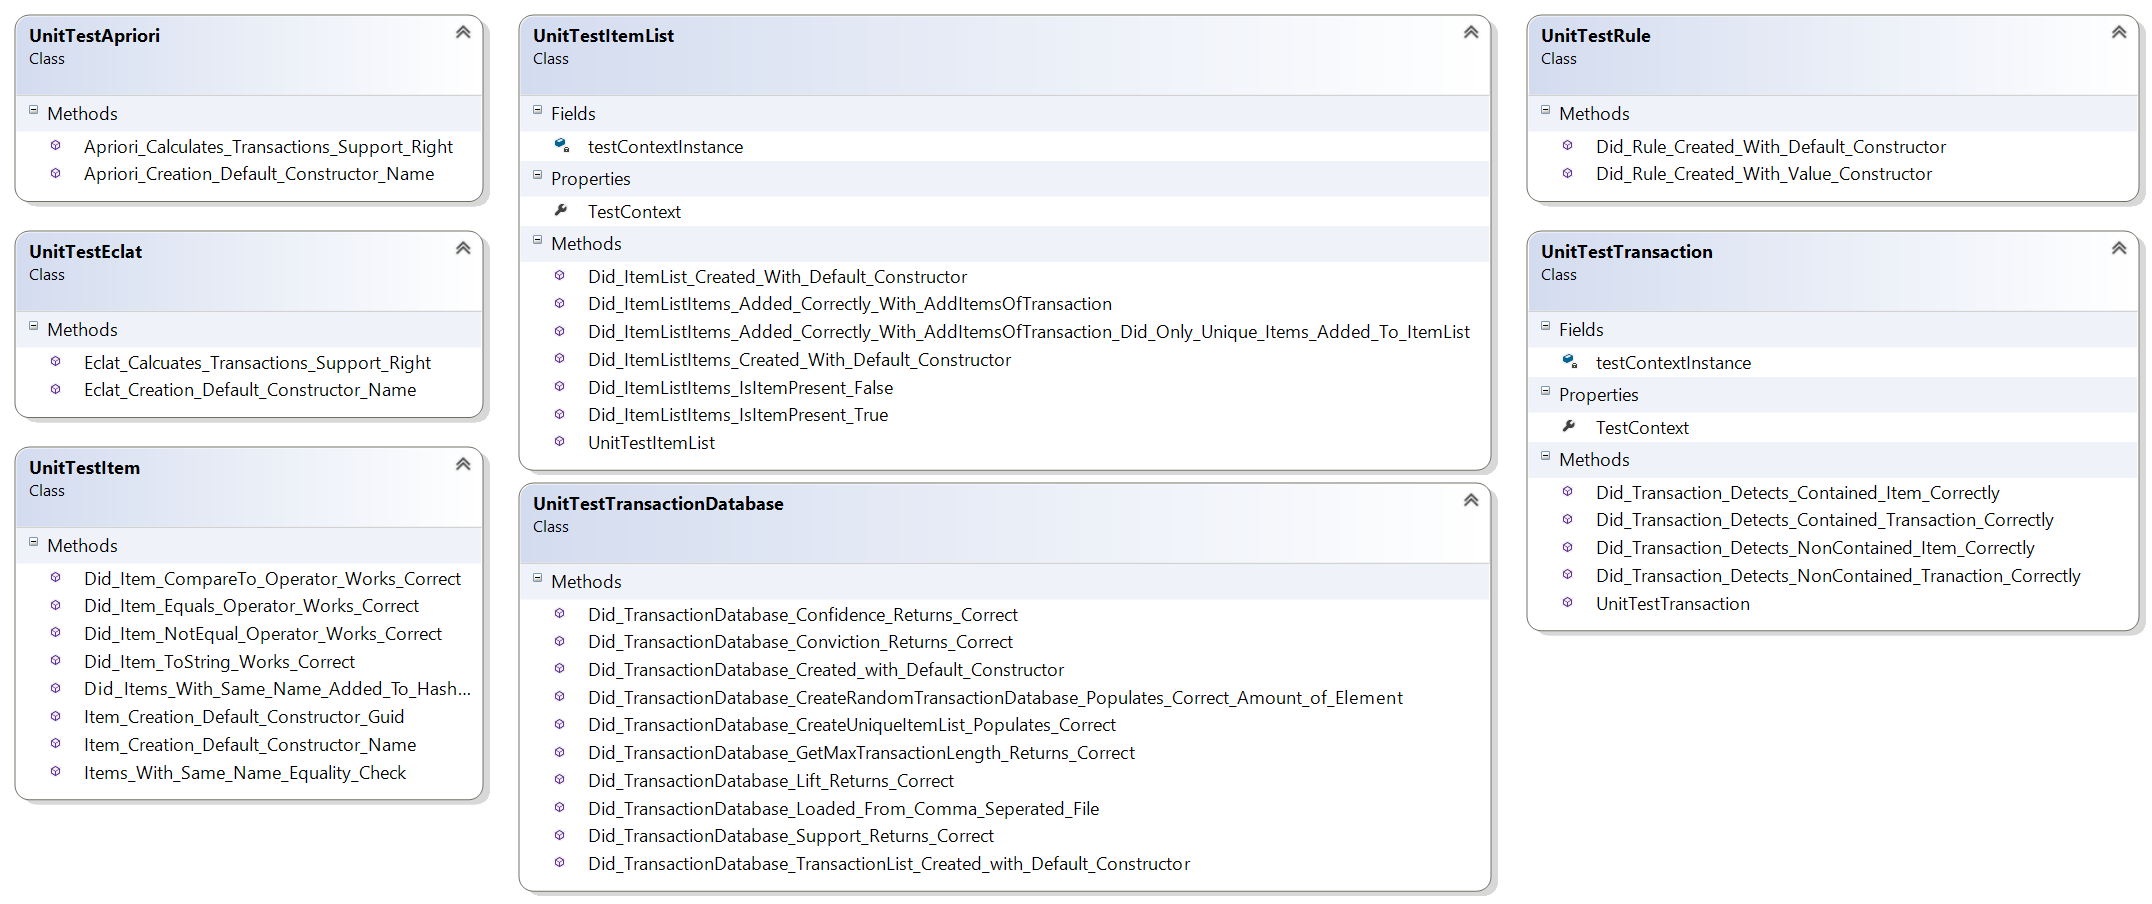 UnitTestApriori
Class
Methods
Apriori_Calculates_Transactions_Support_Right
Apriori_Creation_Default_Constructor_Name
UnitTestEclat
Class
Methods
Eclat_Calcuates_Transactions_Support_Right
Eclat_Creation_Default_Constructor_Name
UnitTestItem
Class
Methods
Did_Item_CompareTo_Operator_Works_Correct
Did_Item_Equals_Operator_Works_Correct
Did_Item_NotEqual_Operator_Works_Correct
Did_Item_ToString_Works_Correct
Did_Items_With_Same_Name_Added_To_Hash...
Item_Creation_Default_Constructor_Guid
Item_Creation_Default_Constructor_Name
Items_With_Same_Name_Equality_Check
UnitTestItemList
Class
Fields
testContextInstance
Properties
TestContext
Methods
Did_ItemList_Created_With_Default_Constructor
Did_ItemListItems_Added_Correctly_With_AddItemsOfTransaction
Did_ItemListItems_Added_Correctly_With_AddItemsOfTransaction_Did_Only_Unique_Items_Added_To_ItemList
Did_ItemListItems_Created_With_Default_Constructor
Did_ItemListItems_IsItemPresent_False
Did_ItemListItems_IsItemPresent_True
UnitTestItemList
UnitTestTransactionDatabase
Class
Methods
Did_TransactionDatabase_Confidence_Returns_Correct
Did_TransactionDatabase_Conviction_Returns_Correct
Did_TransactionDatabase_Created_with_Default_Constructor
Did_TransactionDatabase_CreateRandomTransactionDatabase_Populates_Correct_Amount_of_Element
Did_TransactionDatabase_CreateUniqueItemList_Populates_Correct
Did_TransactionDatabase_GetMaxTransactionLength_Returns_Correct
Did_TransactionDatabase_Lift_Returns_Correct
Did_TransactionDatabase_Loaded_From_Comma_Seperated_File
Did_TransactionDatabase_Support_Returns_Correct
Did_TransactionDatabase_TransactionList_Created_with_Default_Constructor
UnitTestRule
Class
Methods
Did_Rule_Created_With_Default_Constructor
Did_Rule_Created_With_Value_Constructor
UnitTestTransaction
Class
Fields
testContextInstance
Properties
TestContext
Methods
Did_Transaction_Detects_Contained_Item_Correctly
Did_Transaction_Detects_Contained_Transaction_Correctly
Did_Transaction_Detects_NonContained_Item_Correctly
Did_Transaction_Detects_NonContained_Tranaction_Correctly
UnitTestTransaction